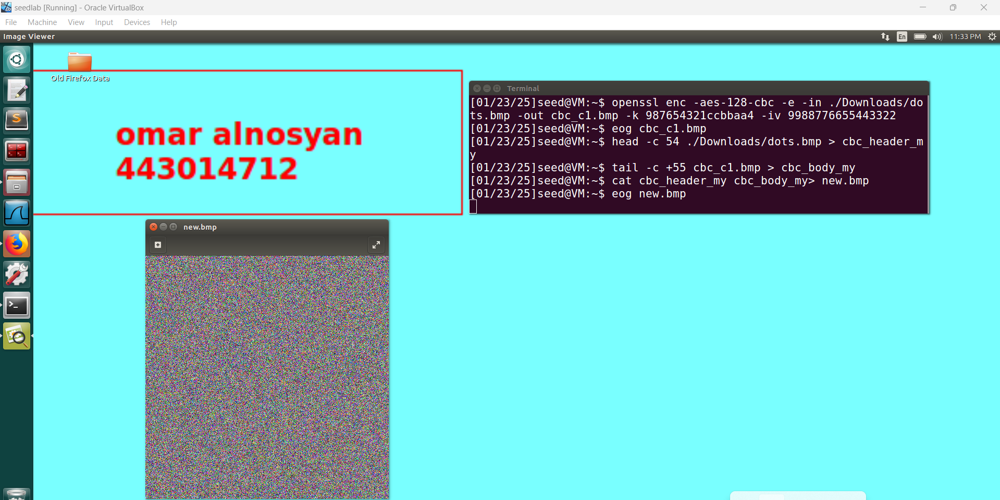 seedlab [Running] - Oracle VirtualBox
File Machine View Input Devices Help
Image Viewer
En
11:33 PM
Old Firefox Data
omar alnosyan
443014712
Terminal
[01/23/25]seed@VM:~$ openssl enc -aes-128-cbc -e -in ./Downloads/do
ts.bmp -out cbc_c1.bmp -k 987654321ccbbaa4 -iv 9988776655443322
[01/23/25]seed@VM:~$ eog cbc_c1.bmp
[01/23/25]seed@VM:~$ head -c 54 ./Downloads/dots.bmp > cbc_header_m
y
[01/23/25]seed@VM:~$ tail -c +55 cbc_c1.bmp > cbc_body_my
[01/23/25]seed@VM:~$ cat cbc_header_my cbc_body_my> new.bmp
[01/23/25]seed@VM:~$ eog new.bmp
new.bmp